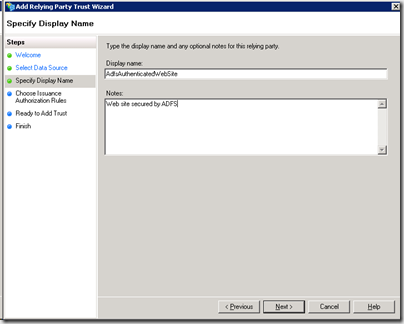 Add Relying Party Trust Wizard
Specify Display Name
Steps
Welcome
Select Data Source
Specify Display Name
Choose Issuance
Authorization Rules
Ready to Add Trust
Finish
Type the display name and any optional notes for this relying party.
Display name:
AdfsAuthenticatedWebSite
Notes:
Web site secured by ADFS
< Previous
Next >
Cancel
Help